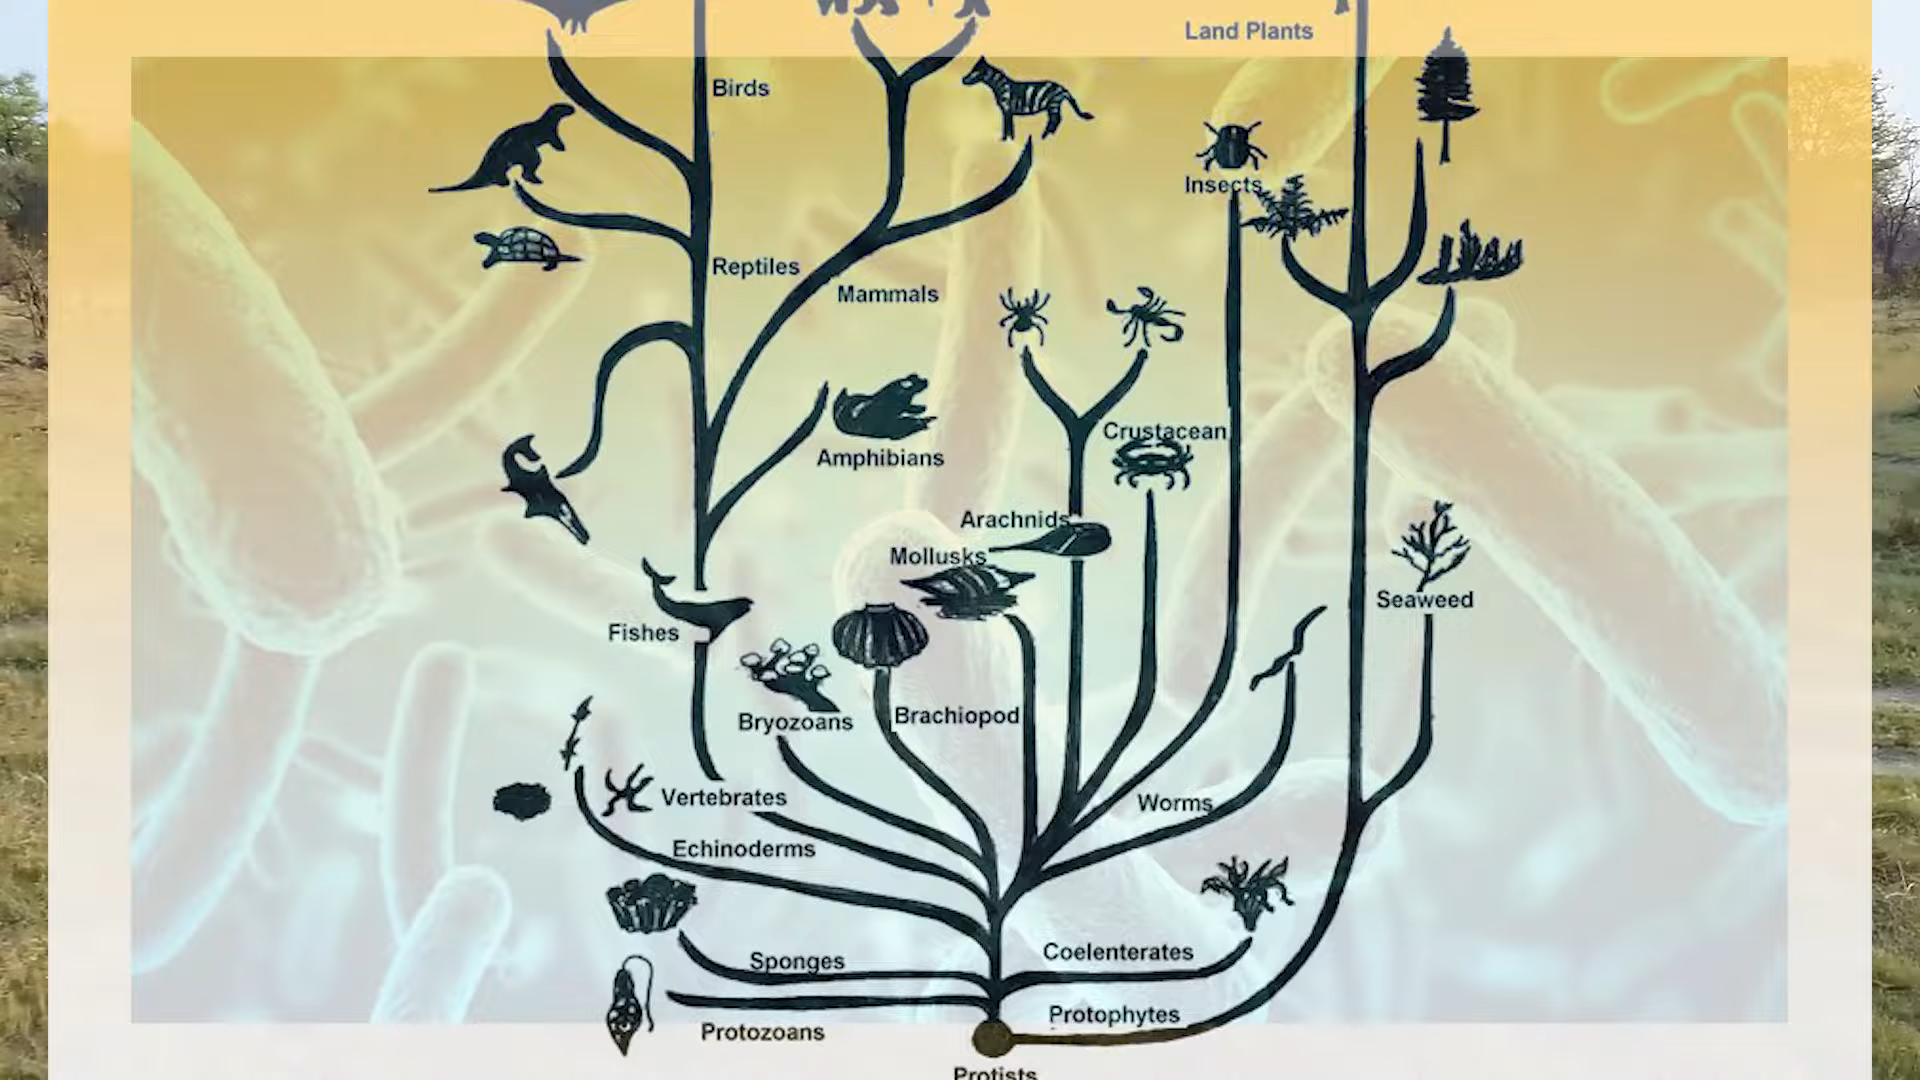 Land Plants
Birds
Insects
Reptiles
Mammals
Crustacean
Amphibians
Arachnids
Mollusks
Seaweed
Fishes
Brachiopod
Bryozoans
Vertebrates
Worms
Echinoderms
Coelenterates
Sponges
Protophytes
Protozoans
Protists